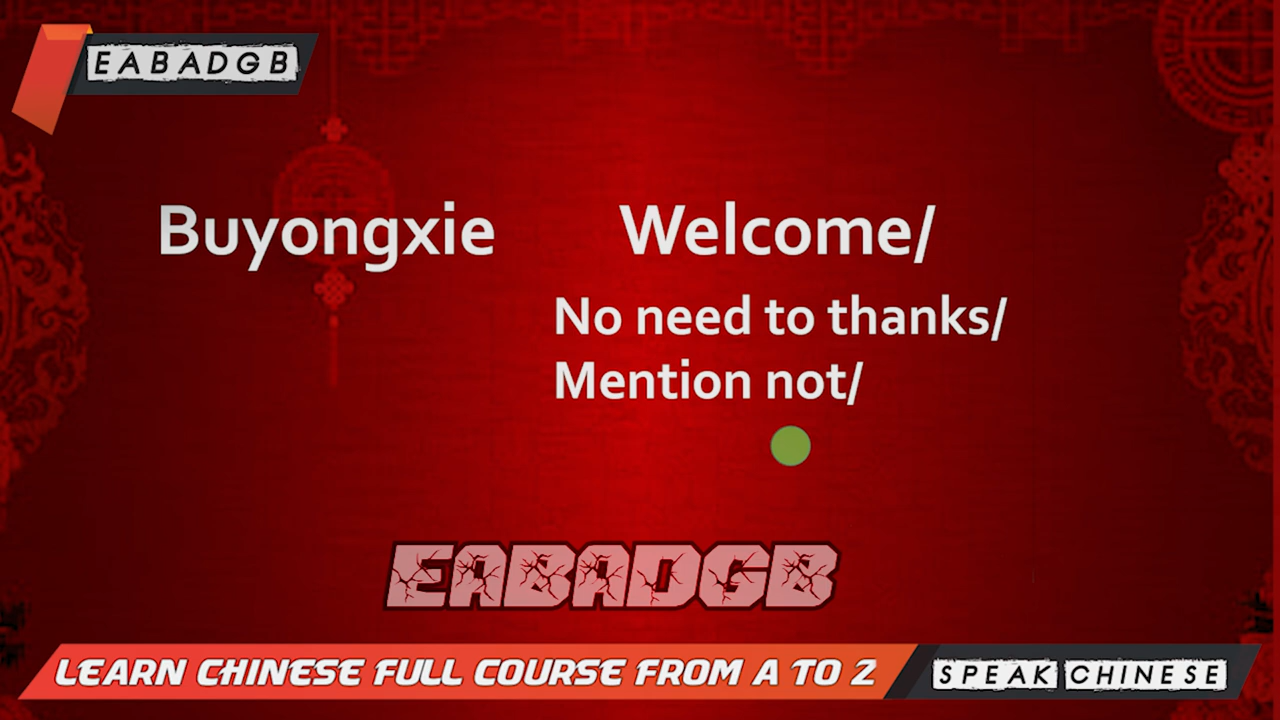 EABADGB
Buyongxie
Welcome/
No need to thanks/
Mention not/
EABADGB
LEARN CHINESE FULL COURSE FROM A TO Z
SPEAK CHINESE